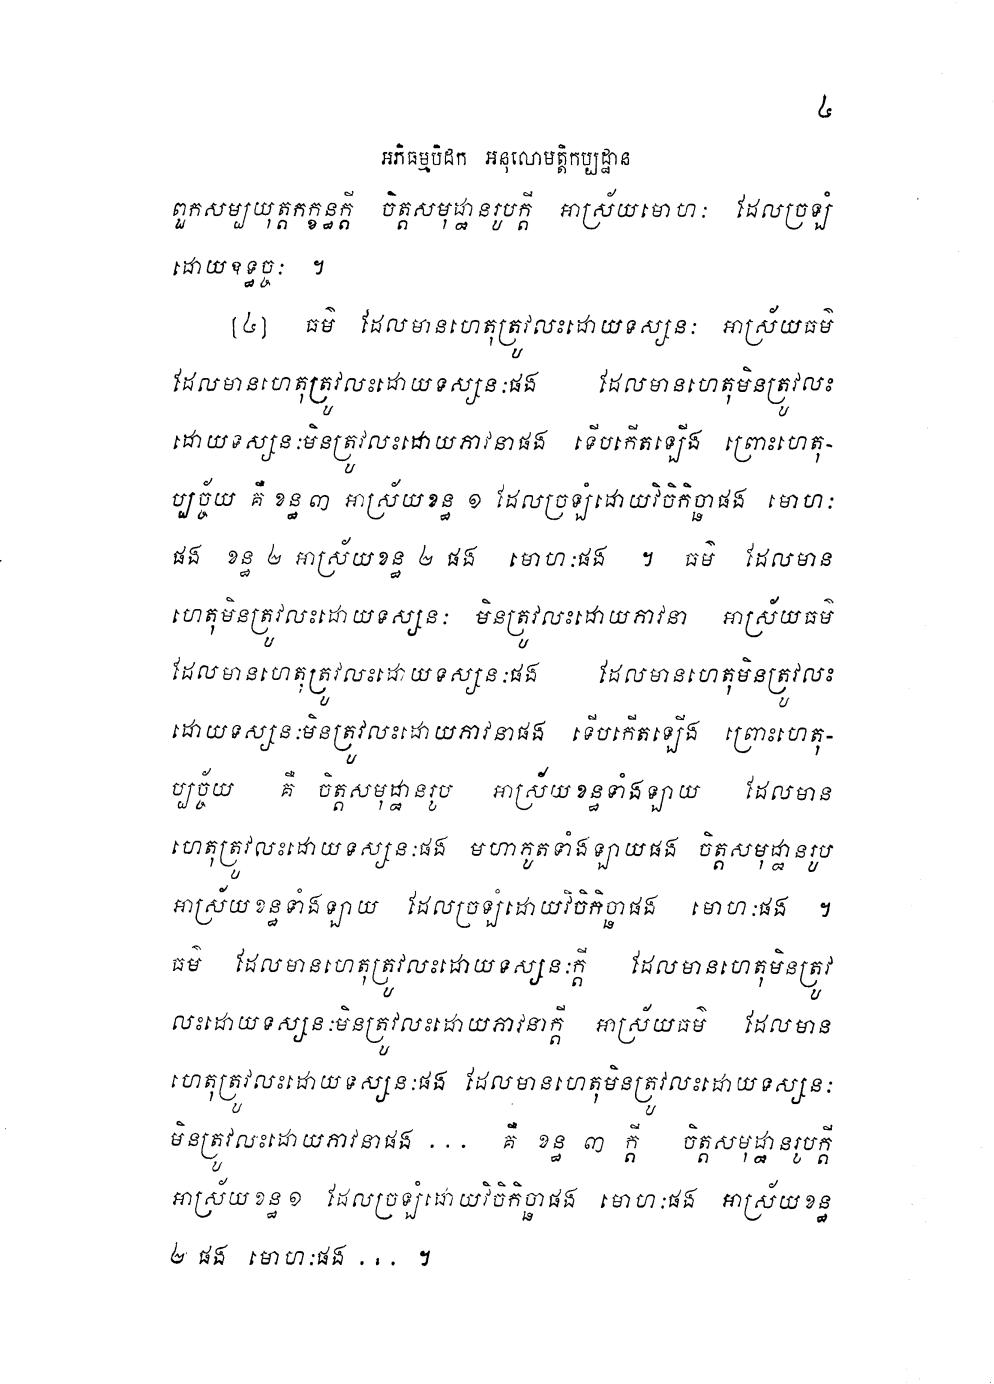 ៤
អភិធម្មបិដក អនុលោមត្តិកប្បដ្ឋាន
ពួកសម្បយុត្តកក្ខន្ធក្តី ចិត្តសមុដ្ឋានរូបក្តី អាស្រ័យមោហៈ ដែលច្រឡំ
ដោយឧទ្ធច្ចៈ ។
(៤) ធម៌ ដែលមានហេតុត្រូវលះដោយទស្សនៈ អាស្រ័យធម៌
ដែលមានហេតុត្រូវលះដោយទស្សនៈផង ដែលមានហេតុមិនត្រូវលះ
ដោយទស្សនៈមិនត្រូវលះដោយភាវនាផង ទើបកើតឡើង ព្រោះហេតុ-
ប្បច្ច័យ គឺ ខន្ធ ៣ អាស្រ័យខន្ធ ១ ដែលច្រឡំដោយវិចិកិច្ឆាផង មោហៈ
ផង ខន្ធ ២ អាស្រ័យខន្ធ ២ ផង មោហៈផង ។ ធម៌ ដែលមាន
ហេតុមិនត្រូវលះដោយទស្សនៈ មិនត្រូវលះដោយភាវនា អាស្រ័យធម៌
ដែលមានហេតុត្រូវលះដោយទស្សនៈផង ដែលមានហេតុមិនត្រូវលះ
ដោយទស្សនៈមិនត្រូវលះដោយភាវនាផង ទើបកើតឡើង ព្រោះហេតុ-
ប្បច្ច័យ គឺ ចិត្តសមុដ្ឋានរូប អាស្រ័យខន្ធទាំងឡាយ ដែលមាន
ហេតុត្រូវលះដោយទស្សនៈផង មហាភូតទាំងឡាយផង ចិត្តសមុដ្ឋានរូប
អាស្រ័យខន្ធទាំងឡាយ ដែលច្រឡំដោយវិចិកិច្ឆាផង មោហៈផង ។
ធម៌ ដែលមានហេតុត្រូវលះដោយទស្សនៈក្តី ដែលមានហេតុមិនត្រូវ
លះដោយទស្សនៈមិនត្រូវលះដោយភាវនាក្តី អាស្រ័យធម៌ ដែលមាន
ហេតុត្រូវលះដោយទស្សនៈផង ដែលមានហេតុមិនត្រូវលះដោយទស្សនៈ
មិនត្រូវលះដោយភាវនាផង ... គឺ ខន្ធ ៣ ក្តី ចិត្តសមុដ្ឋានរូបក្តី
អាស្រ័យខន្ធ ១ ដែលច្រឡំដោយវិចិកិច្ឆាផង មោហៈផង អាស្រ័យខន្ធ
២ ផង មោហៈផង ... ។